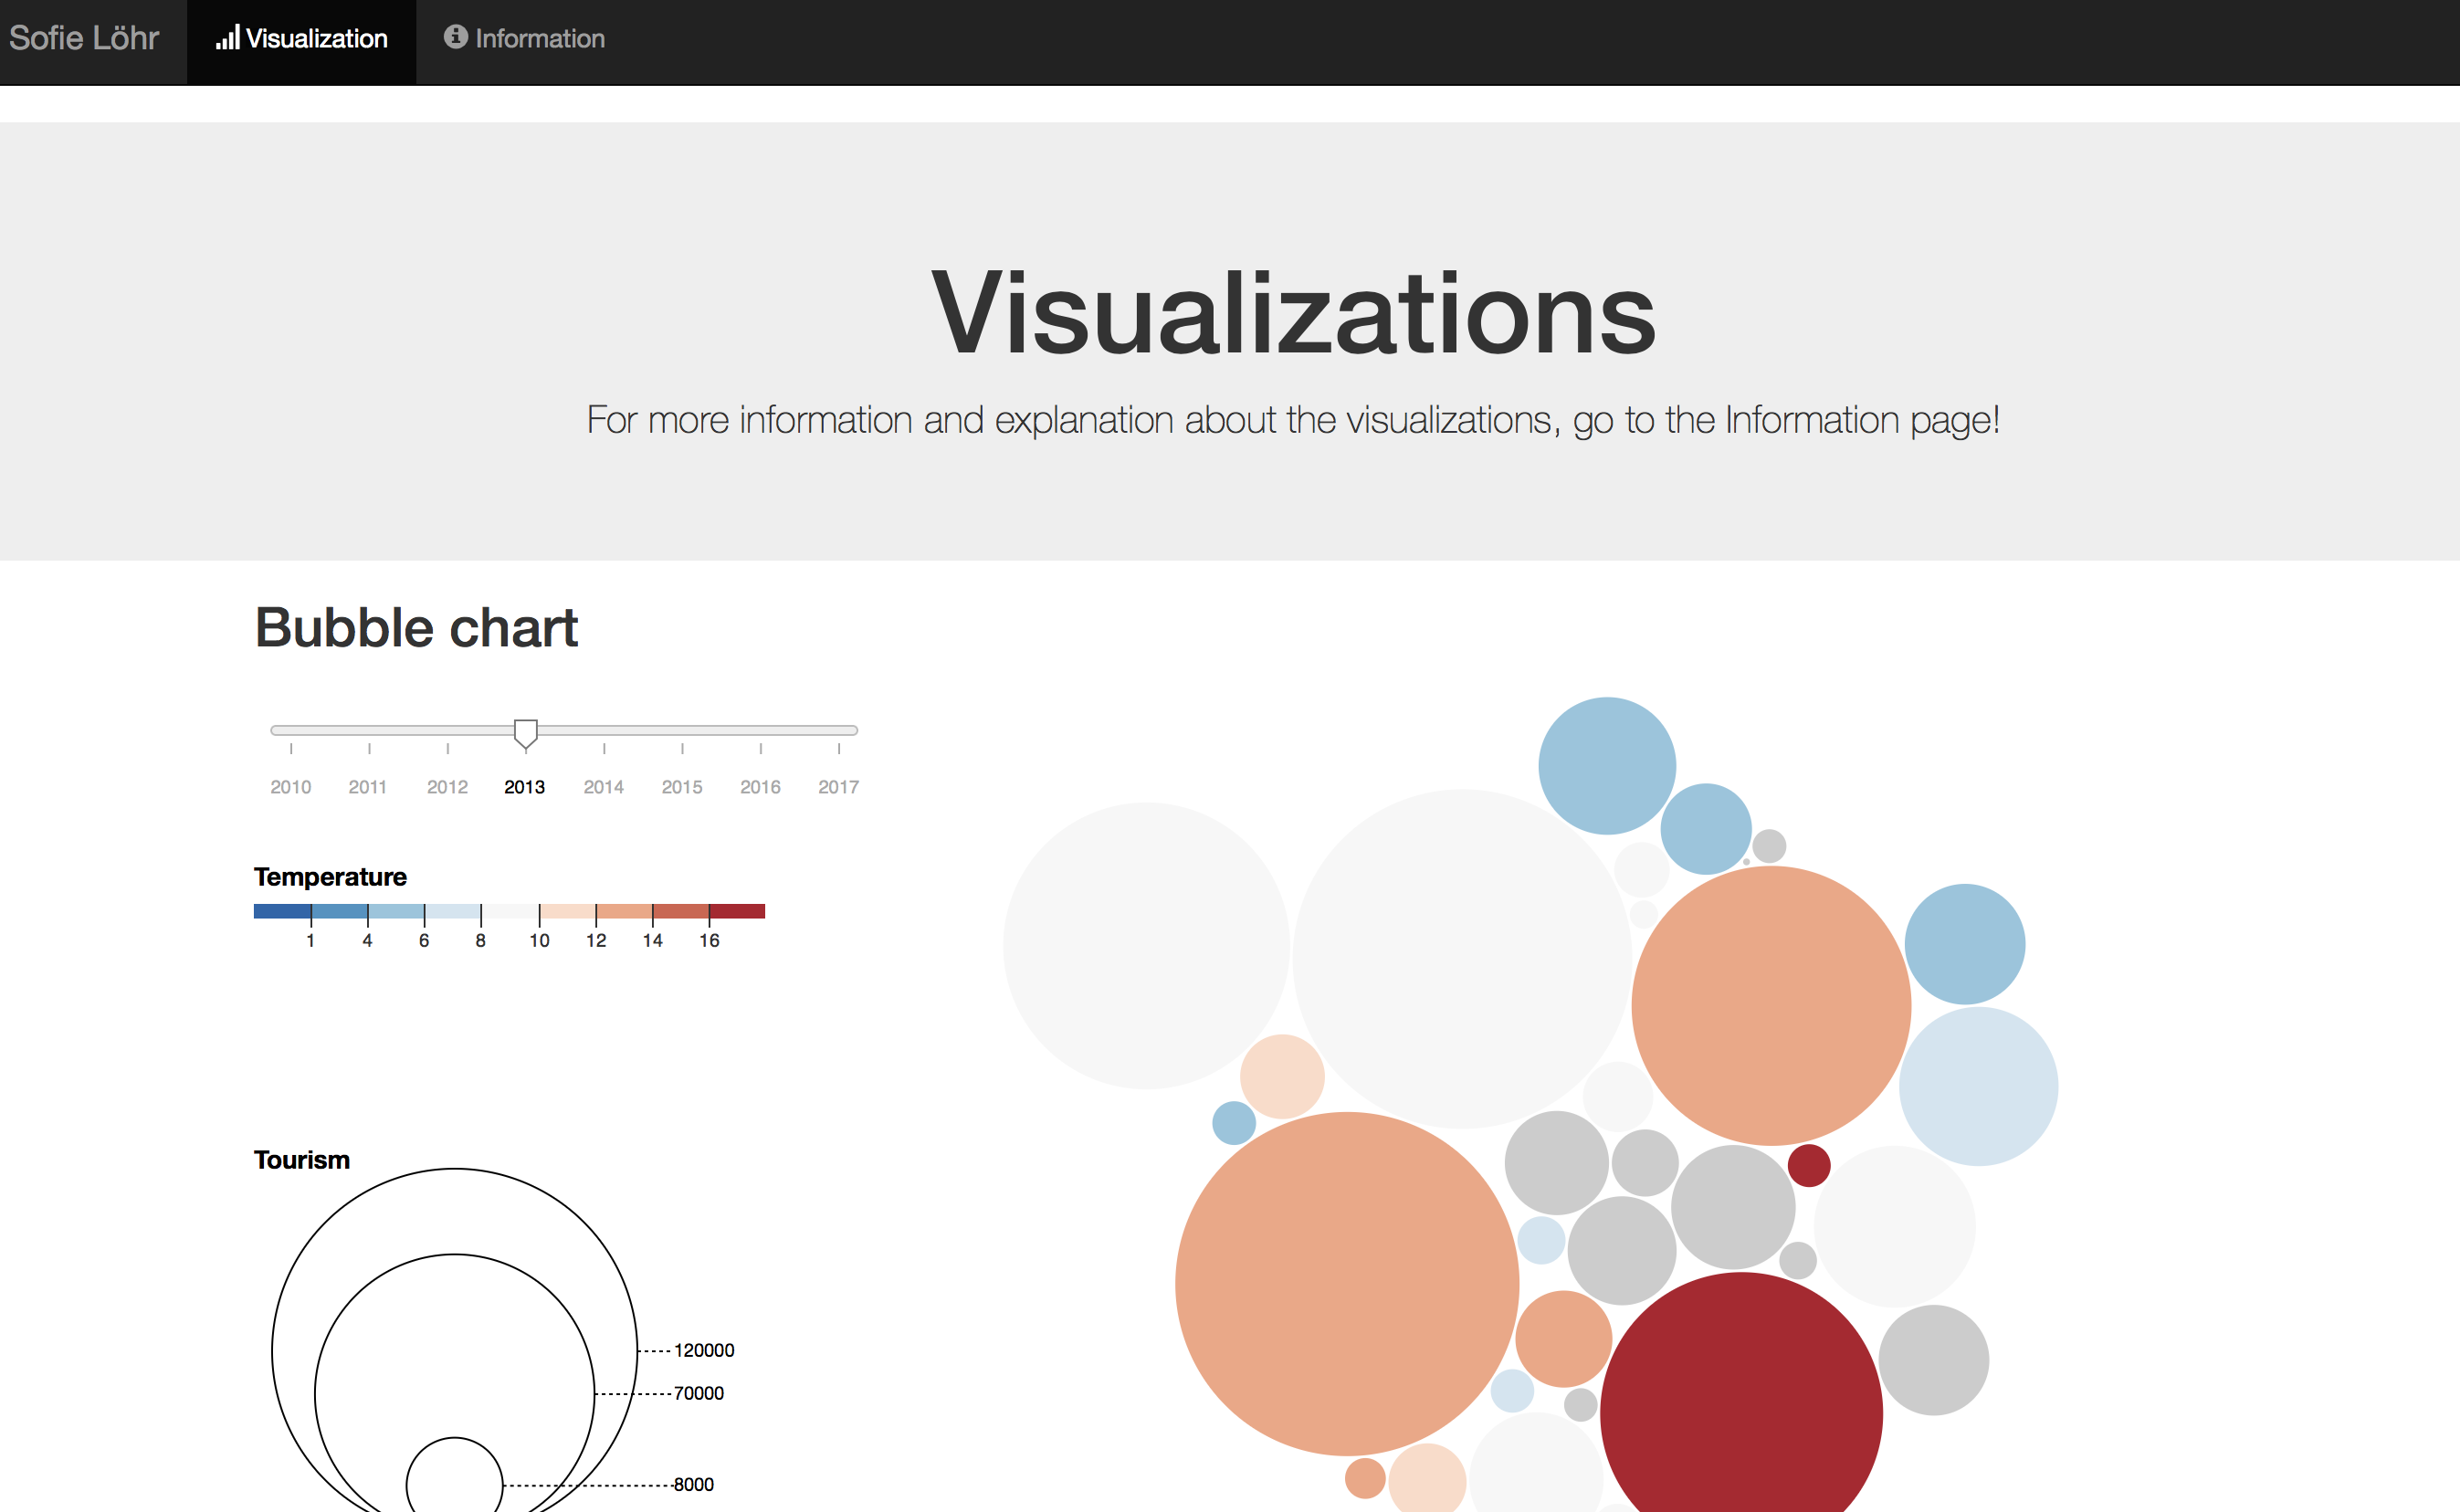 Sofie Löhr Visualization Information
Visualizations
For more information and explanation about the visualizations, go to the Information page!
Bubble chart
2010 2011 2012 2013 2014 2015 2016 2017
Temperature
1 4 6 8 10 12 14 16
Tourism
120000
70000
8000